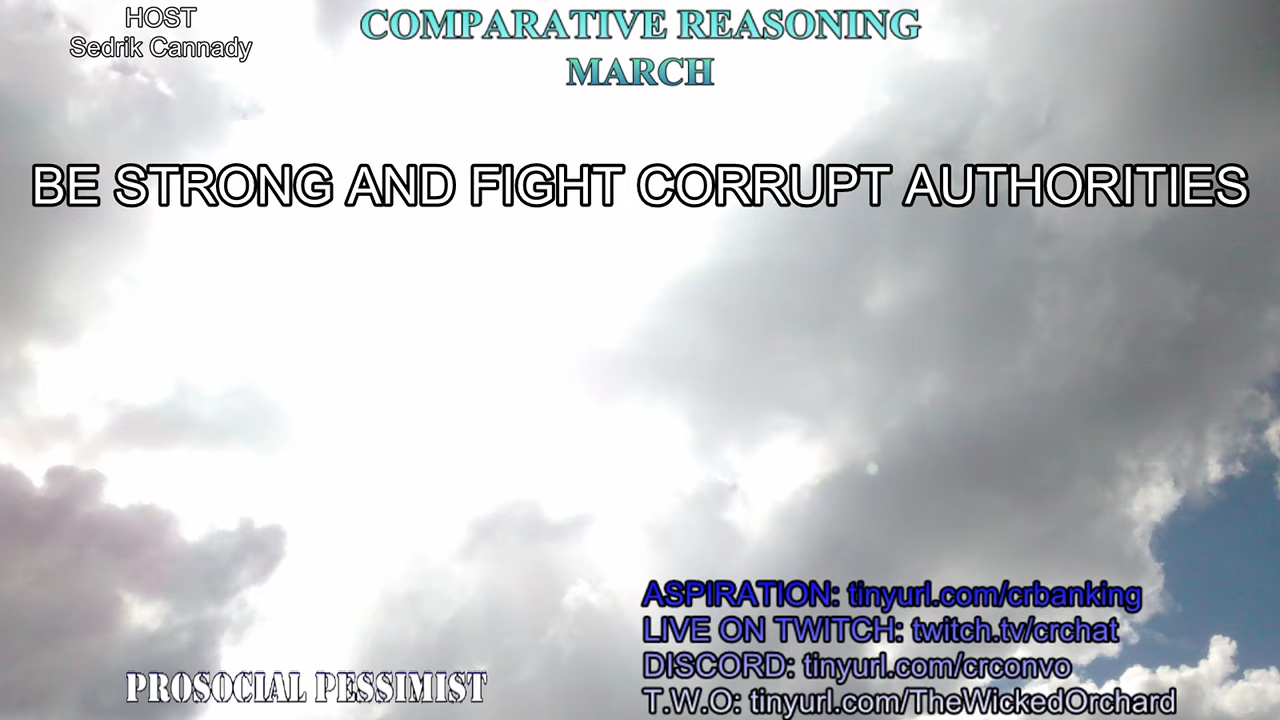 HOST
Sedrik Cannady
COMPARATIVE REASONING
MARCH
BE STRONG AND FIGHT CORRUPT AUTHORITIES
ASPIRATION: tinyurl.com/crbanking
LIVE ON TWITCH: twitch.tv/crchat
DISCORD: tinyurl.com/crconvo
T.W.O: tinyurl.com/TheWickedOrchard
PROSOCIAL PESSIMIST